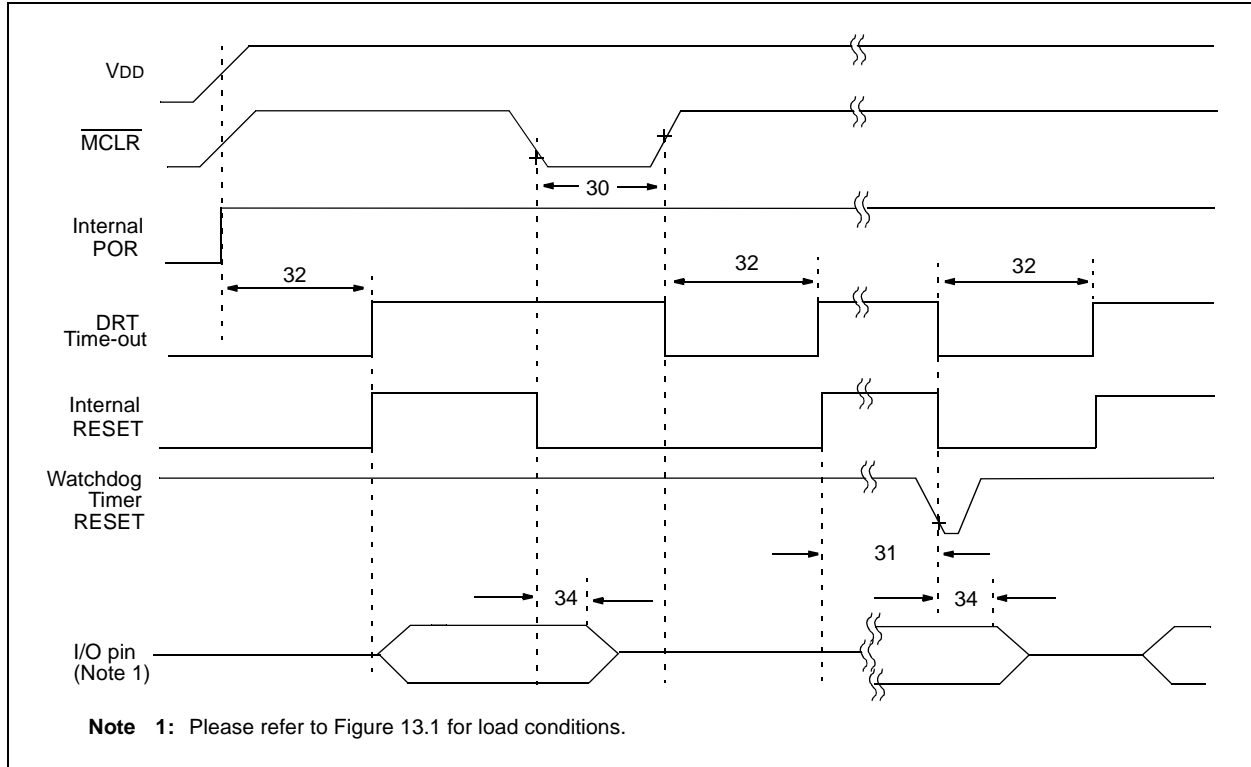 VDD
MCLR
30
Internal
POR
32
32
32
DRT
Time-out
Internal
RESET
Watchdog
Timer
RESET
31
34
34
I/O pin
(Note 1)
Note 1: Please refer to Figure 13.1 for load conditions.